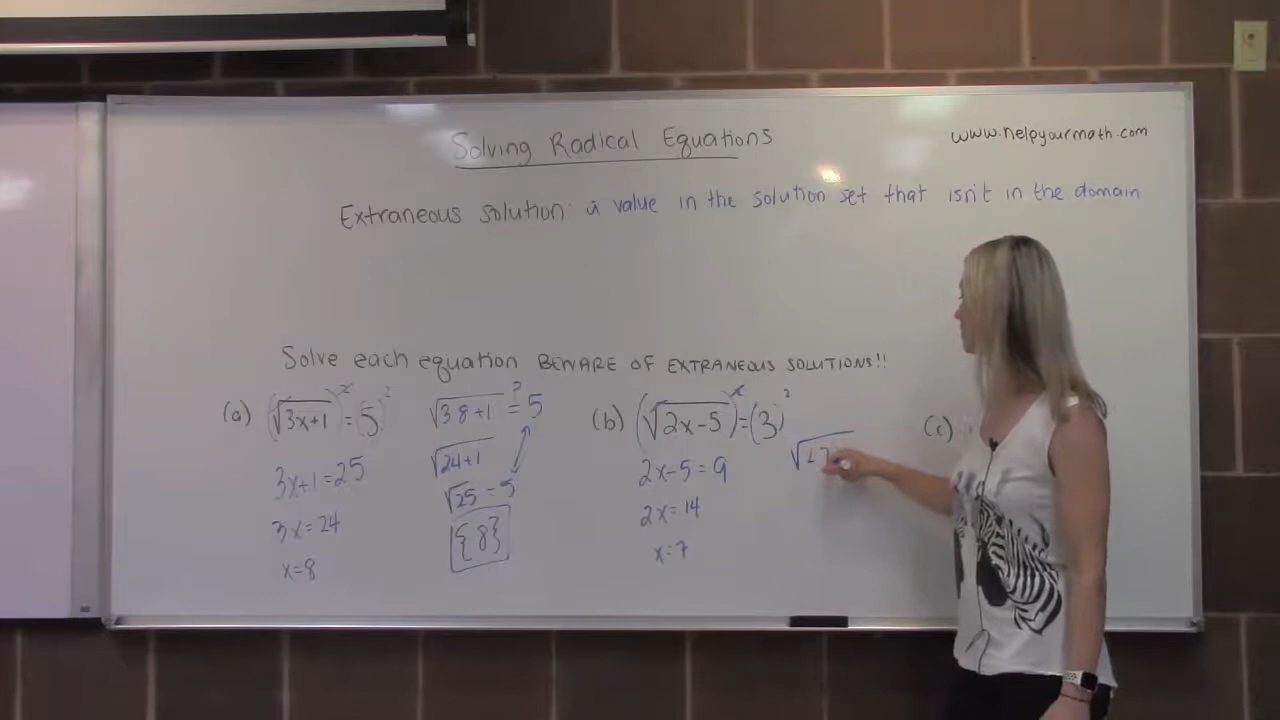 Solving Radical Equations
www.helpyourmath.com
Extraneous solution: a value in the solution set that isn't in the domain
Solve each equation BEWARE OF EXTRANEOUS SOLUTIONS!!
(a) (√3x+1)² = (5)²
3x+1=25
3x=24
x=8
√3·8+1 ≟ 5
√24+1
√25 = 5
{8}
(b) (√2x-5)² = (3)²
2x-5=9
2x=14
x=7
(c)